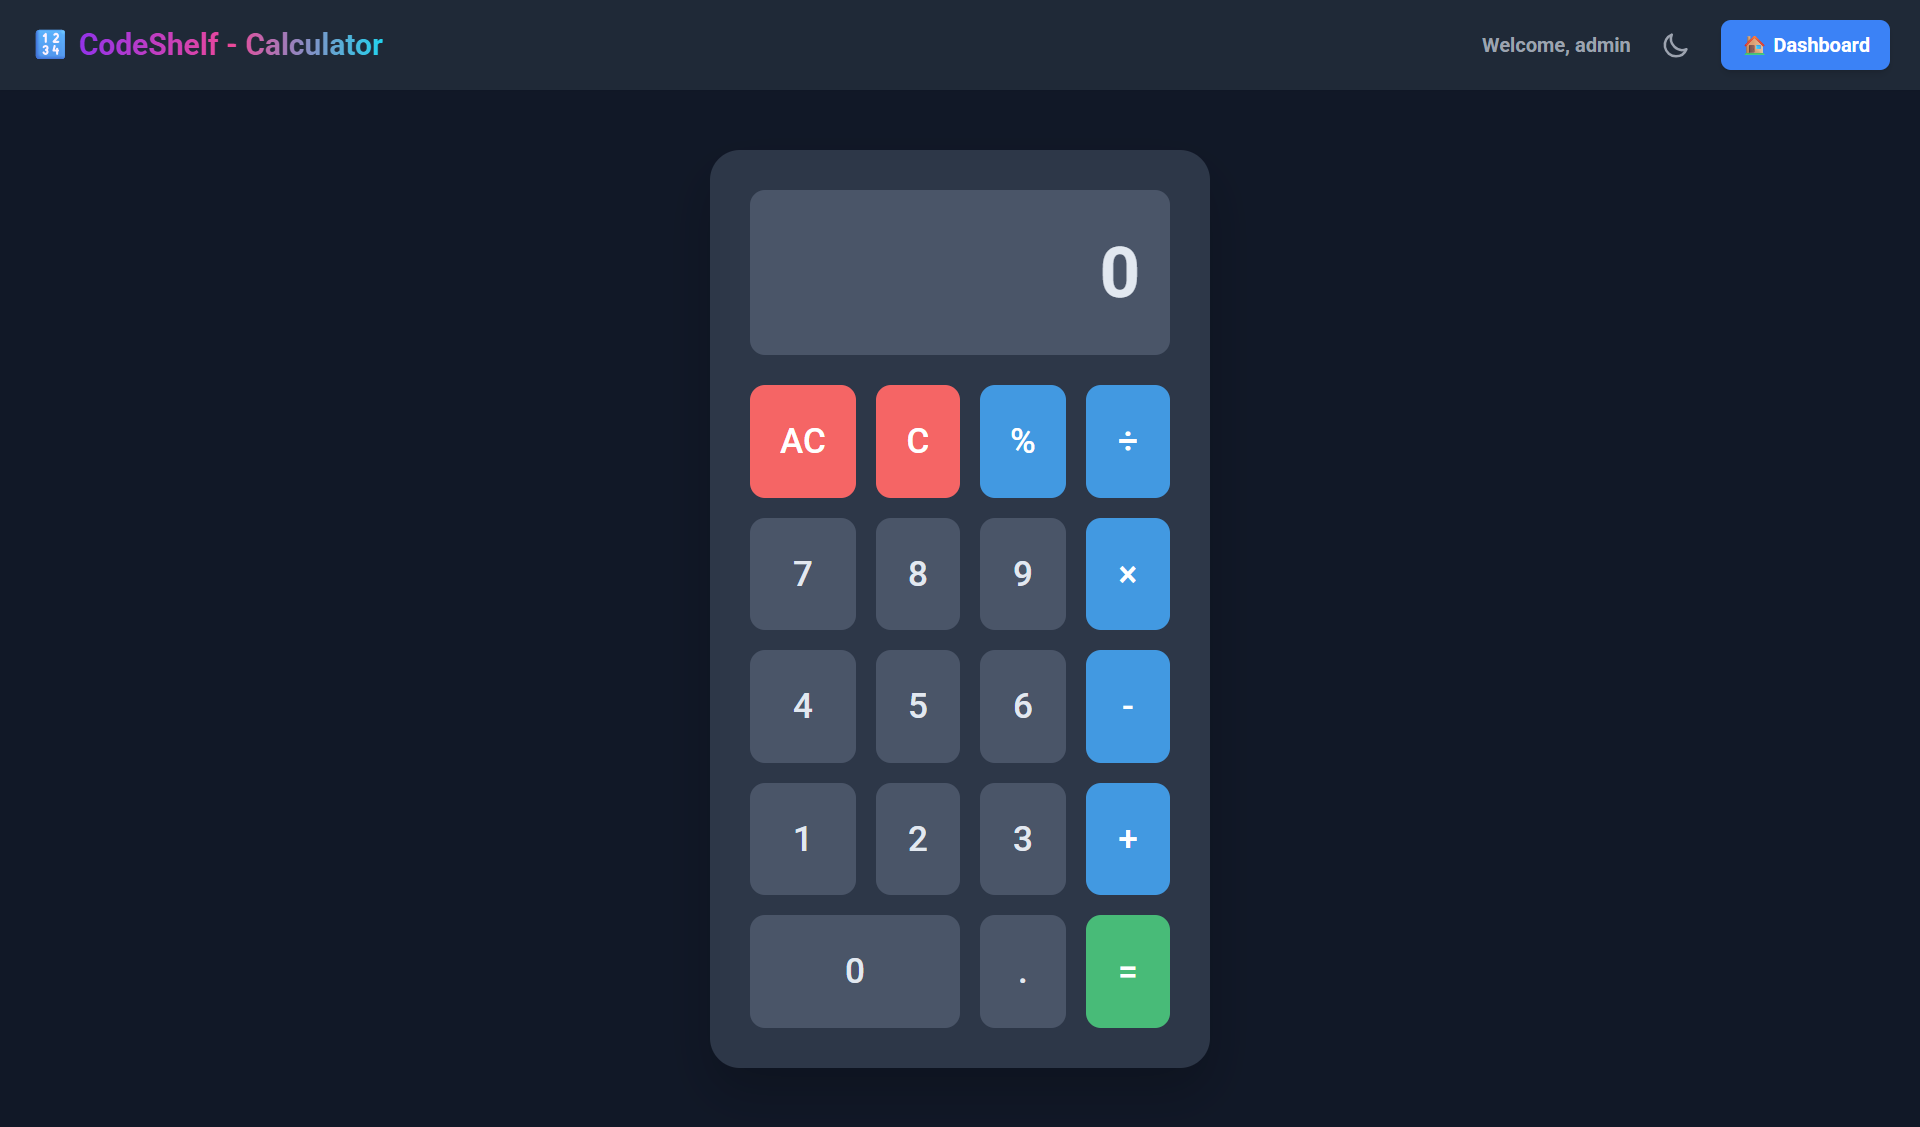 🔢 CodeShelf - Calculator
Welcome, admin
🏠 Dashboard
0
AC C % ÷
7 8 9 ×
4 5 6 -
1 2 3 +
0 . =